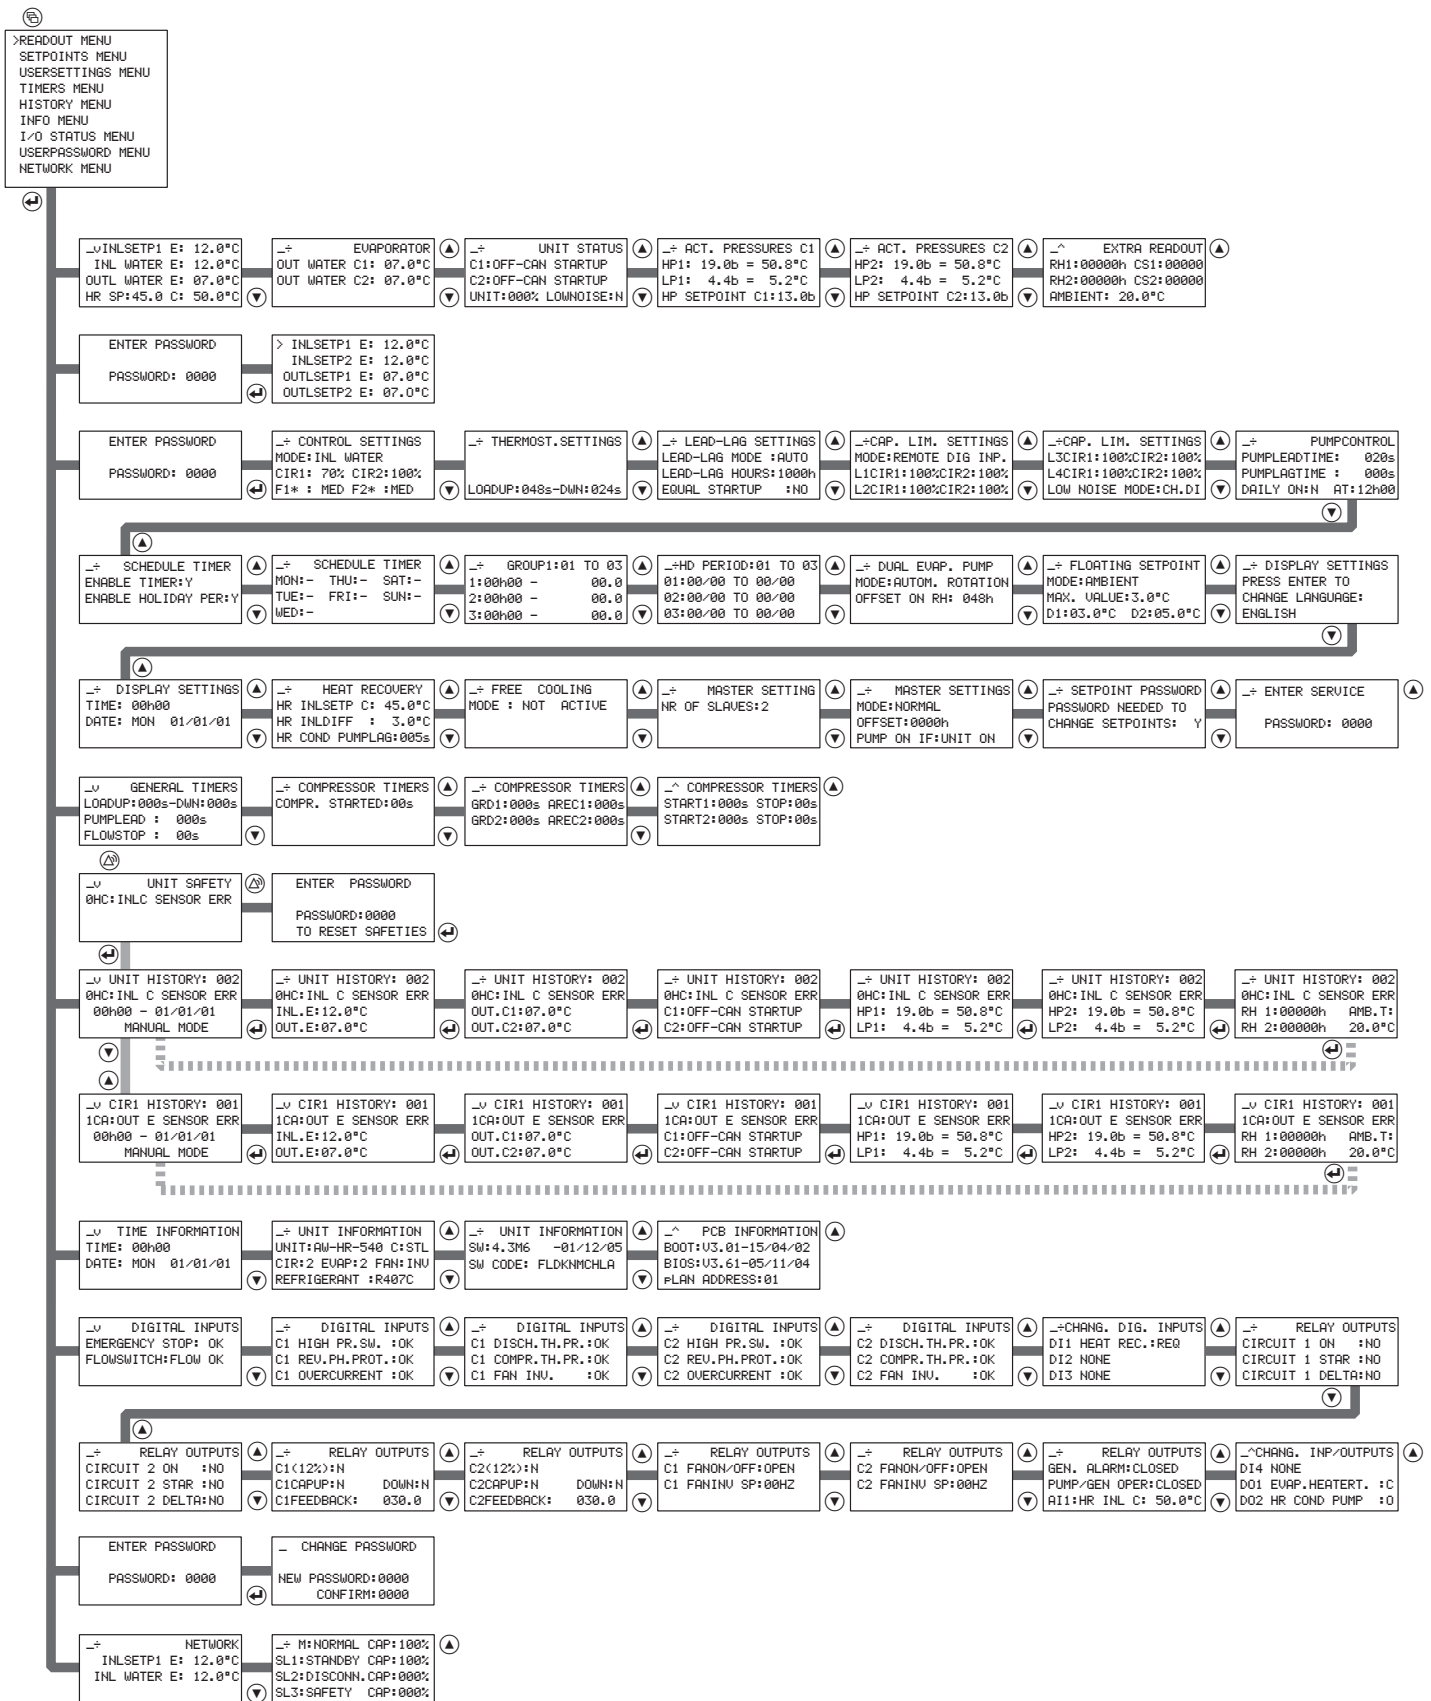 >READOUT MENU
SETPOINTS MENU
USERSETTINGS MENU
TIMERS MENU
HISTORY MENU
INFO MENU
I/O STATUS MENU
USERPASSWORD MENU
NETWORK MENU
_vINLSETP1 E: 12.0°C
INL WATER E: 12.0°C
OUTL WATER E: 07.0°C
HR SP:45.0 C: 50.0°C
_÷ EVAPORATOR
OUT WATER C1: 07.0°C
OUT WATER C2: 07.0°C
_÷ UNIT STATUS
C1:OFF-CAN STARTUP
C2:OFF-CAN STARTUP
UNIT:000% LOWNOISE:N
_÷ ACT. PRESSURES C1
HP1: 19.0b = 50.8°C
LP1: 4.4b = 5.2°C
HP SETPOINT C1:13.0b
_÷ ACT. PRESSURES C2
HP2: 19.0b = 50.8°C
LP2: 4.4b = 5.2°C
HP SETPOINT C2:13.0b
_^ EXTRA READOUT
RH1:00000h CS1:00000
RH2:00000h CS2:00000
AMBIENT: 20.0°C
ENTER PASSWORD
PASSWORD: 0000
> INLSETP1 E: 12.0°C
INLSETP2 E: 12.0°C
OUTLSETP1 E: 07.0°C
OUTLSETP2 E: 07.0°C
ENTER PASSWORD
PASSWORD: 0000
_÷ CONTROL SETTINGS
MODE:INL WATER
CIR1: 70% CIR2:100%
F1* : MED F2* :MED
_÷ THERMOST.SETTINGS
LOADUP:048s-DWN:024s
_÷ LEAD-LAG SETTINGS
LEAD-LAG MODE :AUTO
LEAD-LAG HOURS:1000h
EQUAL STARTUP :NO
_÷CAP. LIM. SETTINGS
MODE:REMOTE DIG INP.
L1CIR1:100%CIR2:100%
L2CIR1:100%CIR2:100%
_÷CAP. LIM. SETTINGS
L3CIR1:100%CIR2:100%
L4CIR1:100%CIR2:100%
LOW NOISE MODE:CH.DI
_÷ PUMPCONTROL
PUMPLEADTIME: 020s
PUMPLAGTIME : 000s
DAILY ON:N AT:12h00
_÷ SCHEDULE TIMER
ENABLE TIMER:Y
ENABLE HOLIDAY PER:Y
_÷ SCHEDULE TIMER
MON:- THU:- SAT:-
TUE:- FRI:- SUN:-
WED:-
_÷ GROUP1:01 TO 03
1:00h00 - 00.0
2:00h00 - 00.0
3:00h00 - 00.0
_÷HD PERIOD:01 TO 03
01:00/00 TO 00/00
02:00/00 TO 00/00
03:00/00 TO 00/00
_÷ DUAL EVAP. PUMP
MODE:AUTOM. ROTATION
OFFSET ON RH: 048h
_÷ FLOATING SETPOINT
MODE:AMBIENT
MAX. VALUE:3.0°C
D1:03.0°C D2:05.0°C
_÷ DISPLAY SETTINGS
PRESS ENTER TO
CHANGE LANGUAGE:
ENGLISH
_÷ DISPLAY SETTINGS
TIME: 00h00
DATE: MON 01/01/01
_÷ HEAT RECOVERY
HR INLSETP C: 45.0°C
HR INLDIFF : 3.0°C
HR COND PUMPLAG:005s
_÷ FREE COOLING
MODE : NOT ACTIVE
_÷ MASTER SETTING
NR OF SLAVES:2
_÷ MASTER SETTINGS
MODE:NORMAL
OFFSET:0000h
PUMP ON IF:UNIT ON
_÷ SETPOINT PASSWORD
PASSWORD NEEDED TO
CHANGE SETPOINTS: Y
_÷ ENTER SERVICE
PASSWORD: 0000
_v GENERAL TIMERS
LOADUP:000s-DWN:000s
PUMPLEAD : 000s
FLOWSTOP : 00s
_÷ COMPRESSOR TIMERS
COMPR. STARTED:00s
_÷ COMPRESSOR TIMERS
GRD1:000s AREC1:000s
GRD2:000s AREC2:000s
_^ COMPRESSOR TIMERS
START1:000s STOP:00s
START2:000s STOP:00s
_v UNIT SAFETY
0HC:INLC SENSOR ERR
ENTER PASSWORD
PASSWORD:0000
TO RESET SAFETIES
_v UNIT HISTORY: 002
0HC:INL C SENSOR ERR
00h00 - 01/01/01
MANUAL MODE
_÷ UNIT HISTORY: 002
0HC:INL C SENSOR ERR
INL.E:12.0°C
OUT.E:07.0°C
_÷ UNIT HISTORY: 002
0HC:INL C SENSOR ERR
OUT.C1:07.0°C
OUT.C2:07.0°C
_÷ UNIT HISTORY: 002
0HC:INL C SENSOR ERR
C1:OFF-CAN STARTUP
C2:OFF-CAN STARTUP
_÷ UNIT HISTORY: 002
0HC:INL C SENSOR ERR
HP1: 19.0b = 50.8°C
LP1: 4.4b = 5.2°C
_÷ UNIT HISTORY: 002
0HC:INL C SENSOR ERR
HP2: 19.0b = 50.8°C
LP2: 4.4b = 5.2°C
_÷ UNIT HISTORY: 002
0HC:INL C SENSOR ERR
RH 1:00000h AMB.T:
RH 2:00000h 20.0°C
_v CIR1 HISTORY: 001
1CA:OUT E SENSOR ERR
00h00 - 01/01/01
MANUAL MODE
_v CIR1 HISTORY: 001
1CA:OUT E SENSOR ERR
INL.E:12.0°C
OUT.E:07.0°C
_v CIR1 HISTORY: 001
1CA:OUT E SENSOR ERR
OUT.C1:07.0°C
OUT.C2:07.0°C
_v CIR1 HISTORY: 001
1CA:OUT E SENSOR ERR
C1:OFF-CAN STARTUP
C2:OFF-CAN STARTUP
_v CIR1 HISTORY: 001
1CA:OUT E SENSOR ERR
HP1: 19.0b = 50.8°C
LP1: 4.4b = 5.2°C
_v CIR1 HISTORY: 001
1CA:OUT E SENSOR ERR
HP2: 19.0b = 50.8°C
LP2: 4.4b = 5.2°C
_v CIR1 HISTORY: 001
1CA:OUT E SENSOR ERR
RH 1:00000h AMB.T:
RH 2:00000h 20.0°C
_v TIME INFORMATION
TIME: 00h00
DATE: MON 01/01/01
_÷ UNIT INFORMATION
UNIT:AW-HR-540 C:STL
CIR:2 EVAP:2 FAN:INV
REFRIGERANT :R407C
_÷ UNIT INFORMATION
SW:4.3M6 -01/12/05
SW CODE: FLDKNMCHLA
_^ PCB INFORMATION
BOOT:V3.01-15/04/02
BIOS:V3.61-05/11/04
pLAN ADDRESS:01
_v DIGITAL INPUTS
EMERGENCY STOP: OK
FLOWSWITCH:FLOW OK
_÷ DIGITAL INPUTS
C1 HIGH PR.SW. :OK
C1 REV.PH.PROT.:OK
C1 OVERCURRENT :OK
_÷ DIGITAL INPUTS
C1 DISCH.TH.PR.:OK
C1 COMPR.TH.PR.:OK
C1 FAN INV. :OK
_÷ DIGITAL INPUTS
C2 HIGH PR.SW. :OK
C2 REV.PH.PROT.:OK
C2 OVERCURRENT :OK
_÷ DIGITAL INPUTS
C2 DISCH.TH.PR.:OK
C2 COMPR.TH.PR.:OK
C2 FAN INV. :OK
_÷CHANG. DIG. INPUTS
DI1 HEAT REC.:REQ
DI2 NONE
DI3 NONE
_÷ RELAY OUTPUTS
CIRCUIT 1 ON :NO
CIRCUIT 1 STAR :NO
CIRCUIT 1 DELTA:NO
_÷ RELAY OUTPUTS
CIRCUIT 2 ON :NO
CIRCUIT 2 STAR :NO
CIRCUIT 2 DELTA:NO
_÷ RELAY OUTPUTS
C1(12%):N
C1CAPUP:N DOWN:N
C1FEEDBACK: 030.0
_÷ RELAY OUTPUTS
C2(12%):N
C2CAPUP:N DOWN:N
C2FEEDBACK: 030.0
_÷ RELAY OUTPUTS
C1 FANON/OFF:OPEN
C1 FANINV SP:00HZ
_÷ RELAY OUTPUTS
C2 FANON/OFF:OPEN
C2 FANINV SP:00HZ
_÷ RELAY OUTPUTS
GEN. ALARM:CLOSED
PUMP/GEN OPER:CLOSED
AI1:HR INL C: 50.0°C
_^CHANG. INP/OUTPUTS
DI4 NONE
DO1 EVAP.HEATERT. :C
DO2 HR COND PUMP :O
ENTER PASSWORD
PASSWORD: 0000
_ CHANGE PASSWORD
NEW PASSWORD:0000
CONFIRM:0000
_÷ NETWORK
INLSETP1 E: 12.0°C
INL WATER E: 12.0°C
_÷ M:NORMAL CAP:100%
SL1:STANDBY CAP:100%
SL2:DISCONN.CAP:000%
SL3:SAFETY CAP:000%